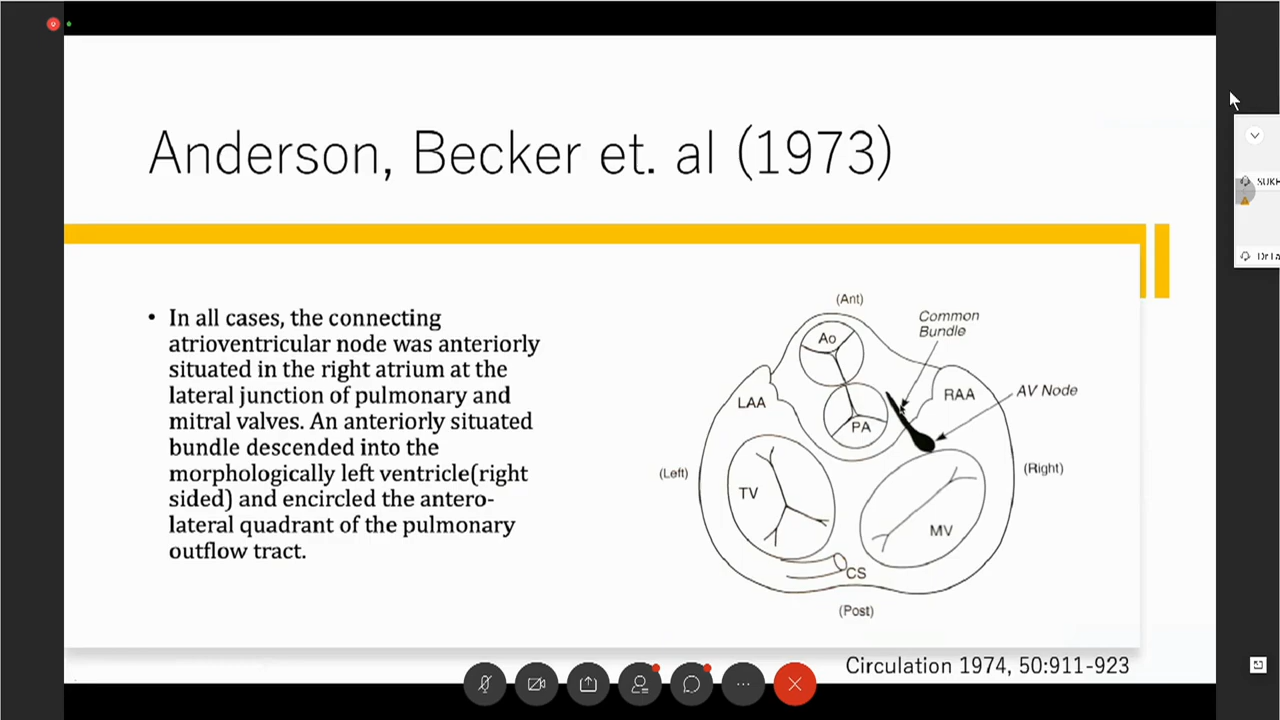 Anderson, Becker et. al (1973)
• In all cases, the connecting
atrioventricular node was anteriorly
situated in the right atrium at the
lateral junction of pulmonary and
mitral valves. An anteriorly situated
bundle descended into the
morphologically left ventricle(right
sided) and encircled the antero-
lateral quadrant of the pulmonary
outflow tract.
(Ant)
Common
Bundle
Ao
AV Node
RAA
LAA
PA
(Left)
(Right)
TV
MV
CS
(Post)
Circulation 1974, 50:911-923